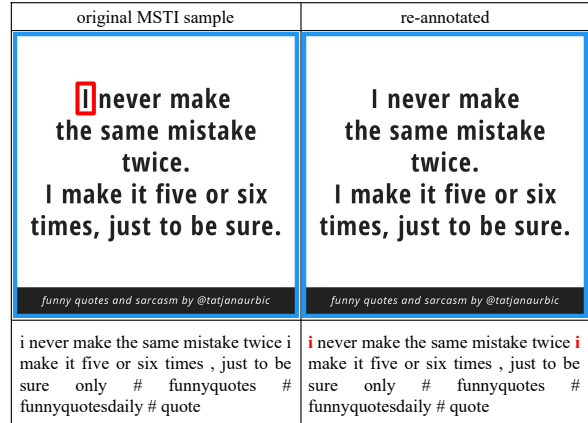 original MSTI sample
re-annotated
I never make
the same mistake
twice.
I make it five or six
times, just to be sure.
funny quotes and sarcasm by @tatjanaurbic
I never make
the same mistake
twice.
I make it five or six
times, just to be sure.
funny quotes and sarcasm by @tatjanaurbic
i never make the same mistake twice i
make it five or six times , just to be
sure only # funnyquotes #
funnyquotesdaily # quote
i never make the same mistake twice i
make it five or six times , just to be
sure only # funnyquotes #
funnyquotesdaily # quote